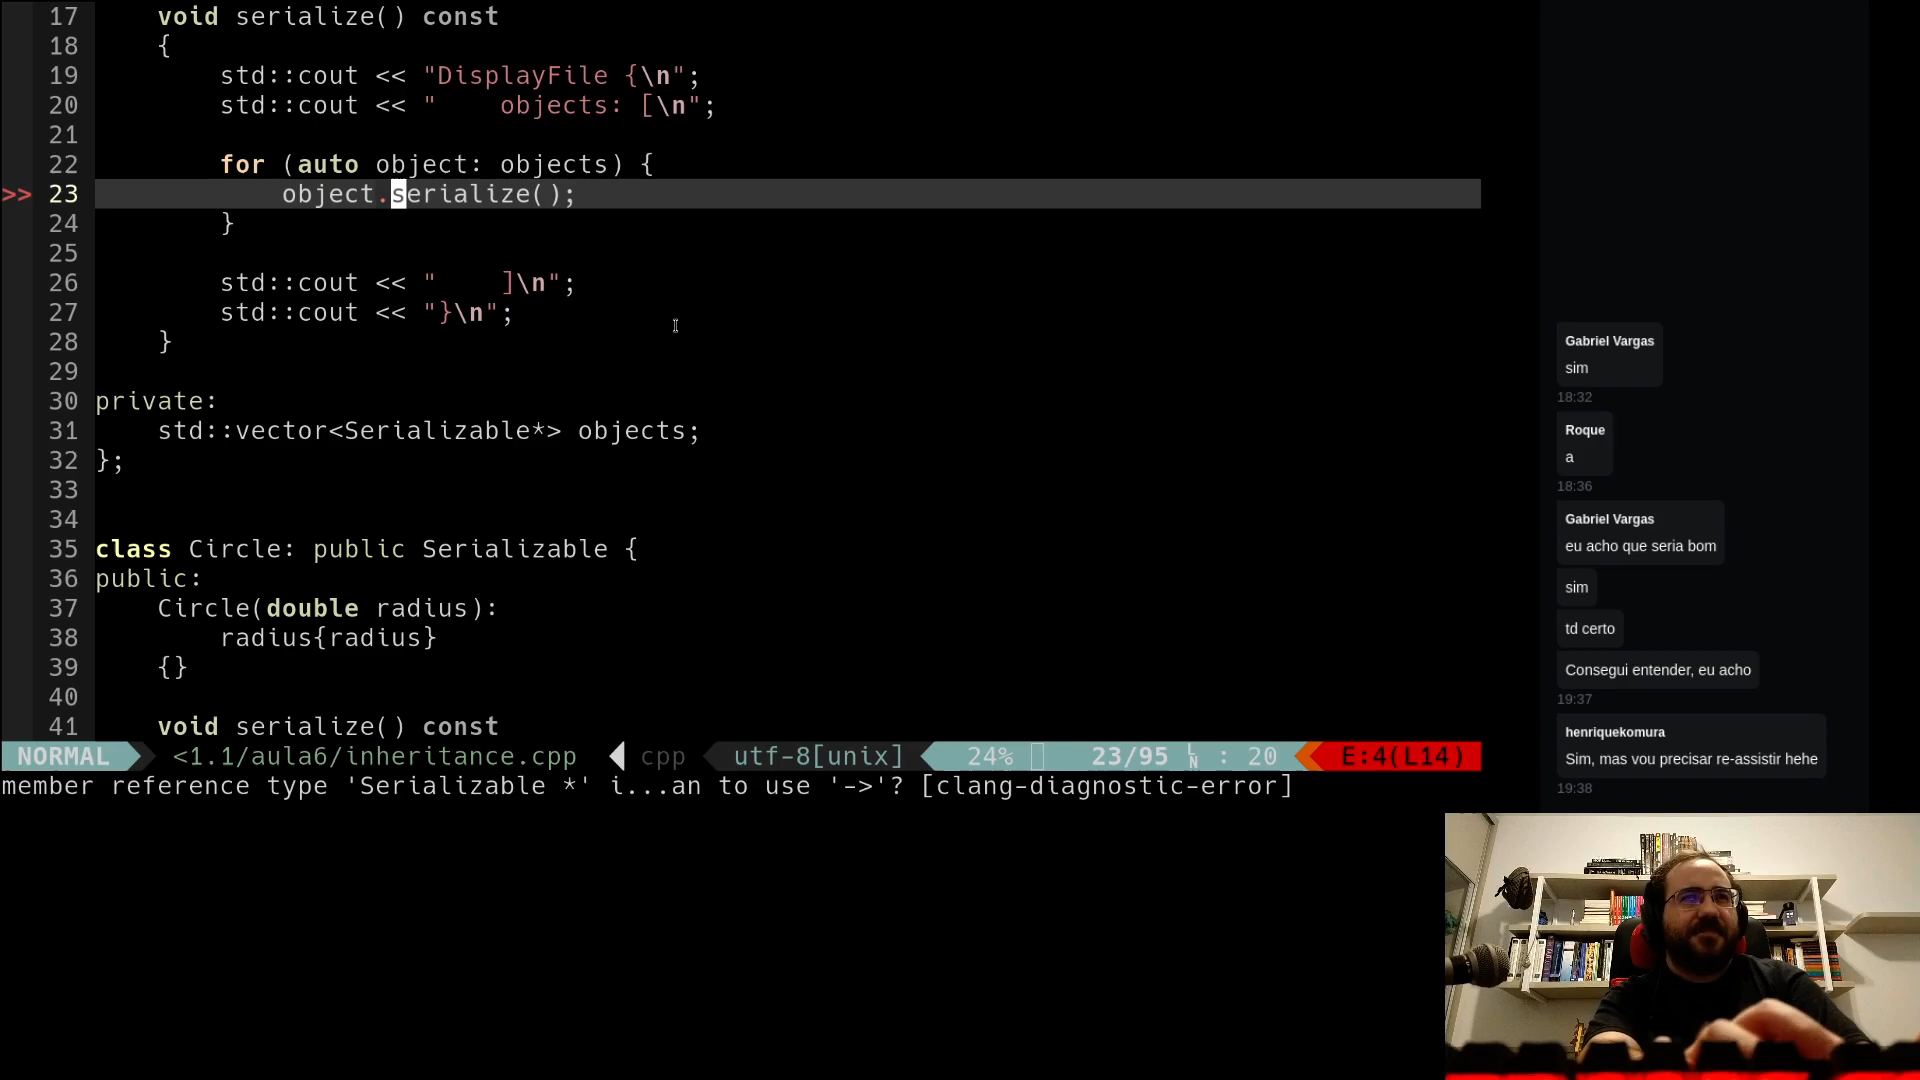 17     void serialize() const
18     {
19         std::cout << "DisplayFile {\n";
20         std::cout << "    objects: [\n";
21
22         for (auto object: objects) {
>> 23             object.serialize();
24         }
25
26         std::cout << "    ]\n";
27         std::cout << "}\n";
28     }
29
30 private:
31     std::vector<Serializable*> objects;
32 };
33
34
35 class Circle: public Serializable {
36 public:
37     Circle(double radius):
38         radius{radius}
39     {}
40
41     void serialize() const
NORMAL <1.1/aula6/inheritance.cpp cpp utf-8[unix] 24% 23/95 LN : 20 E:4(L14)
member reference type 'Serializable *' i...an to use '->'? [clang-diagnostic-error]
Gabriel Vargas
sim
18:32
Roque
a
18:36
Gabriel Vargas
eu acho que seria bom
sim
td certo
Consegui entender, eu acho
19:37
henriquekomura
Sim, mas vou precisar re-assistir hehe
19:38